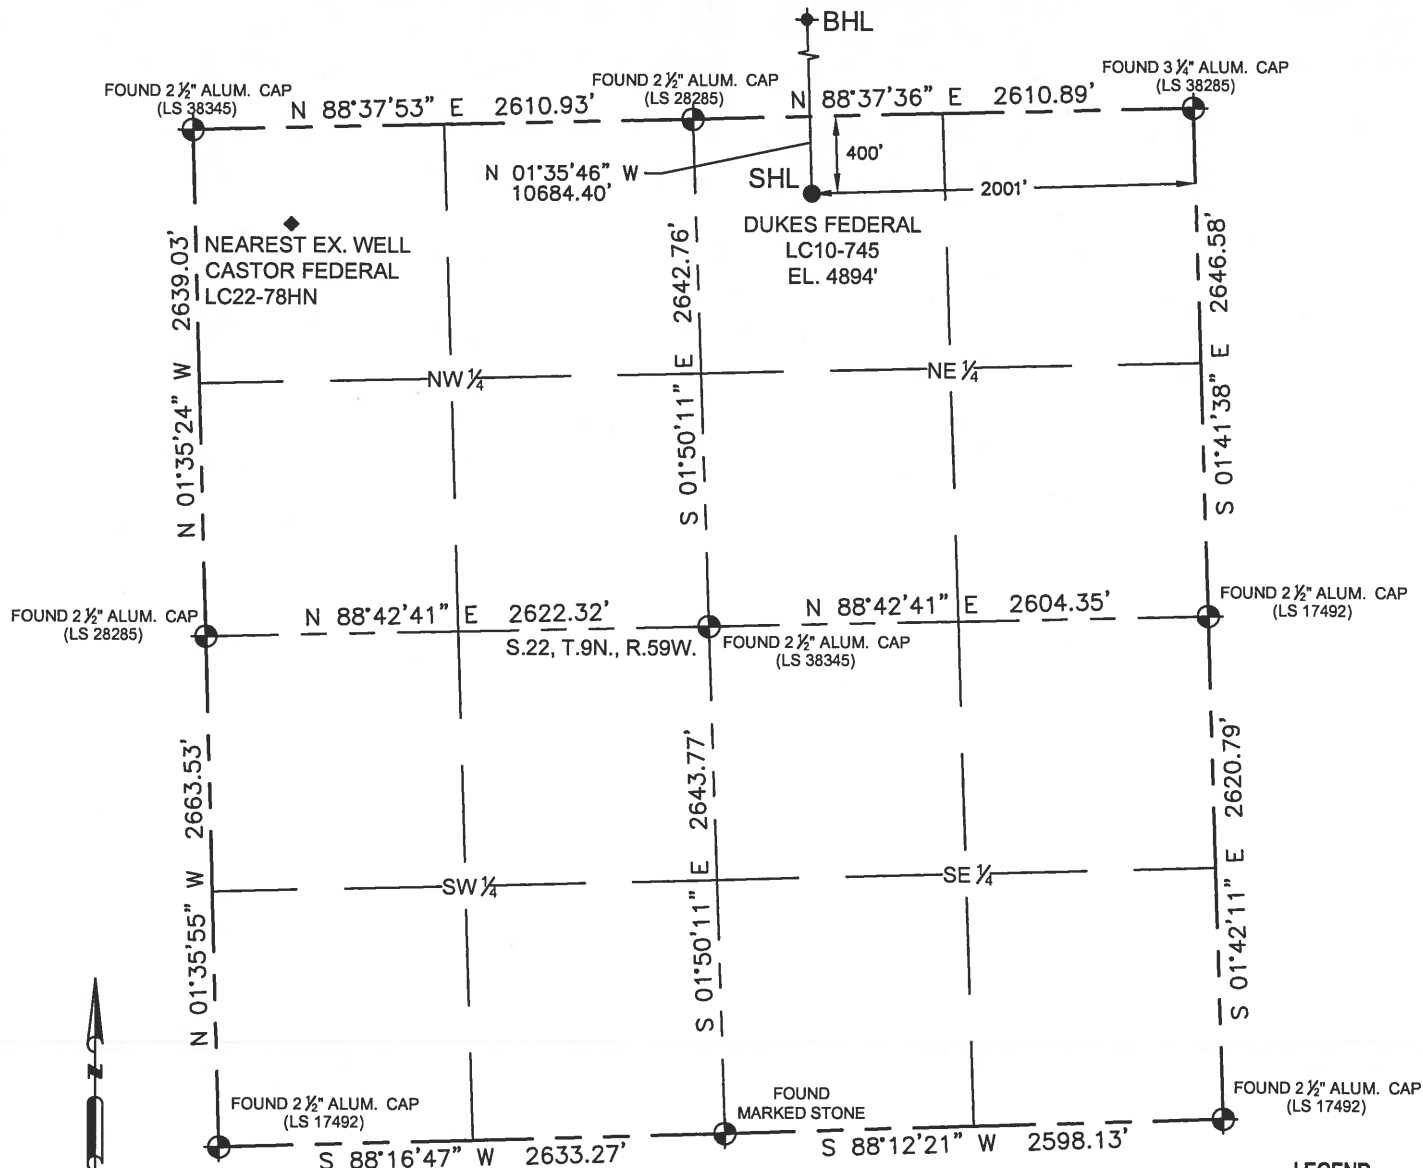 BHL
FOUND 2 ½" ALUM. CAP
(LS 38345)
FOUND 2 ½" ALUM. CAP
(LS 28285)
FOUND 3 ¼" ALUM. CAP
(LS 38285)
N 88°37'53" E 2610.93'
N 88°37'36" E 2610.89'
400'
N 01°35'46" W
10684.40'
SHL
2001'
DUKES FEDERAL
LC10-745
EL. 4894'
NEAREST EX. WELL
CASTOR FEDERAL
LC22-78HN
N 01°35'24" W 2639.03'
S 01°50'11" E 2642.76'
S 01°41'38" E 2646.58'
NW ¼
NE ¼
FOUND 2 ½" ALUM. CAP
(LS 28285)
N 88°42'41" E 2622.32'
N 88°42'41" E 2604.35'
FOUND 2 ½" ALUM. CAP
(LS 17492)
S.22, T.9N., R.59W.
FOUND 2 ½" ALUM. CAP
(LS 38345)
N 01°35'55" W 2663.53'
S 01°50'11" E 2643.77'
S 01°42'11" E 2620.79'
SW ¼
SE ¼
N
FOUND 2 ½" ALUM. CAP
(LS 17492)
FOUND
MARKED STONE
FOUND 2 ½" ALUM. CAP
(LS 17492)
S 88°16'47" W 2633.27'
S 88°12'21" W 2598.13'
LEGEND